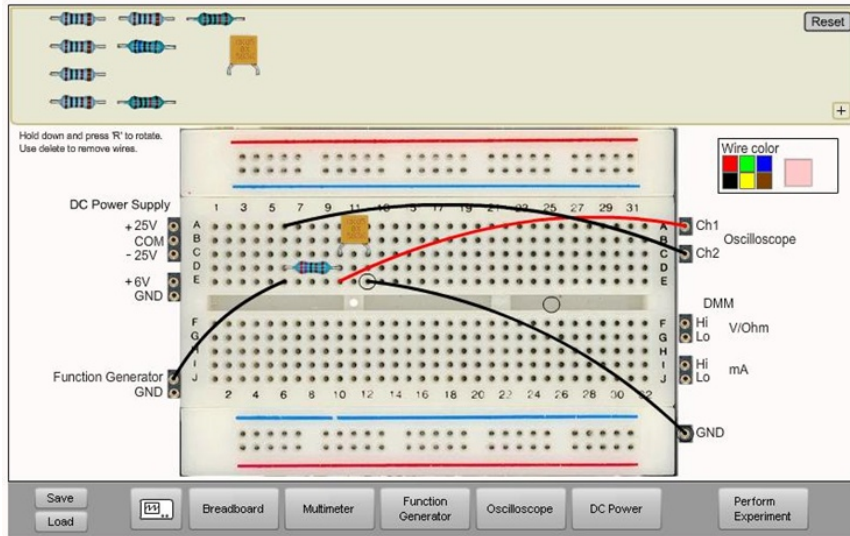 Reset
+
Hold down and press 'R' to rotate.
Use delete to remove wires.
Wire color
DC Power Supply
+ 25V
COM
- 25V
+ 6V
GND
1 3 5 7 9 11 13 15 17 19 21 23 25 27 29 31
A A
B B
C C
D D
E E
Ch1
Ch2
Oscilloscope
DMM
Hi
Lo
V/Ohm
Hi
Lo
mA
F F
G G
H H
I I
J J
Function Generator
GND
2 4 6 8 10 12 14 16 18 20 22 24 26 28 30 32
GND
Save
Load
Breadboard
Multimeter
Function
Generator
Oscilloscope
DC Power
Perform
Experiment